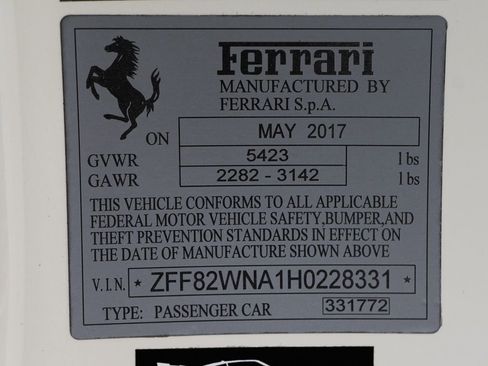 Ferrari
MANUFACTURED BY
FERRARI S.p.A.
ON MAY 2017
GVWR 5423 lbs
GAWR 2282 - 3142 lbs
THIS VEHICLE CONFORMS TO ALL APPLICABLE
FEDERAL MOTOR VEHICLE SAFETY,BUMPER,AND
THEFT PREVENTION STANDARDS IN EFFECT ON
THE DATE OF MANUFACTURE SHOWN ABOVE
V.I.N. * ZFF82WNA1H0228331 *
TYPE: PASSENGER CAR 331772